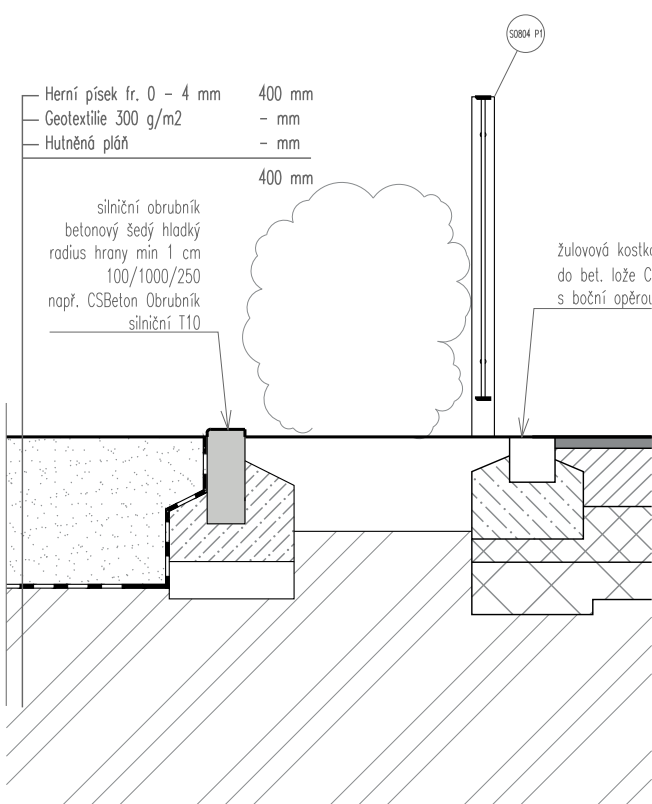 S0804 P1
Herní písek fr. 0 - 4 mm 400 mm
Geotextilie 300 g/m2 - mm
Hutněná pláň - mm
400 mm
silniční obrubník
betonový šedý hladký
radius hrany min 1 cm
100/1000/250
např. CSBeton Obrubník
silniční T10
žulovová kostk
do bet. lože C
s boční opěrou